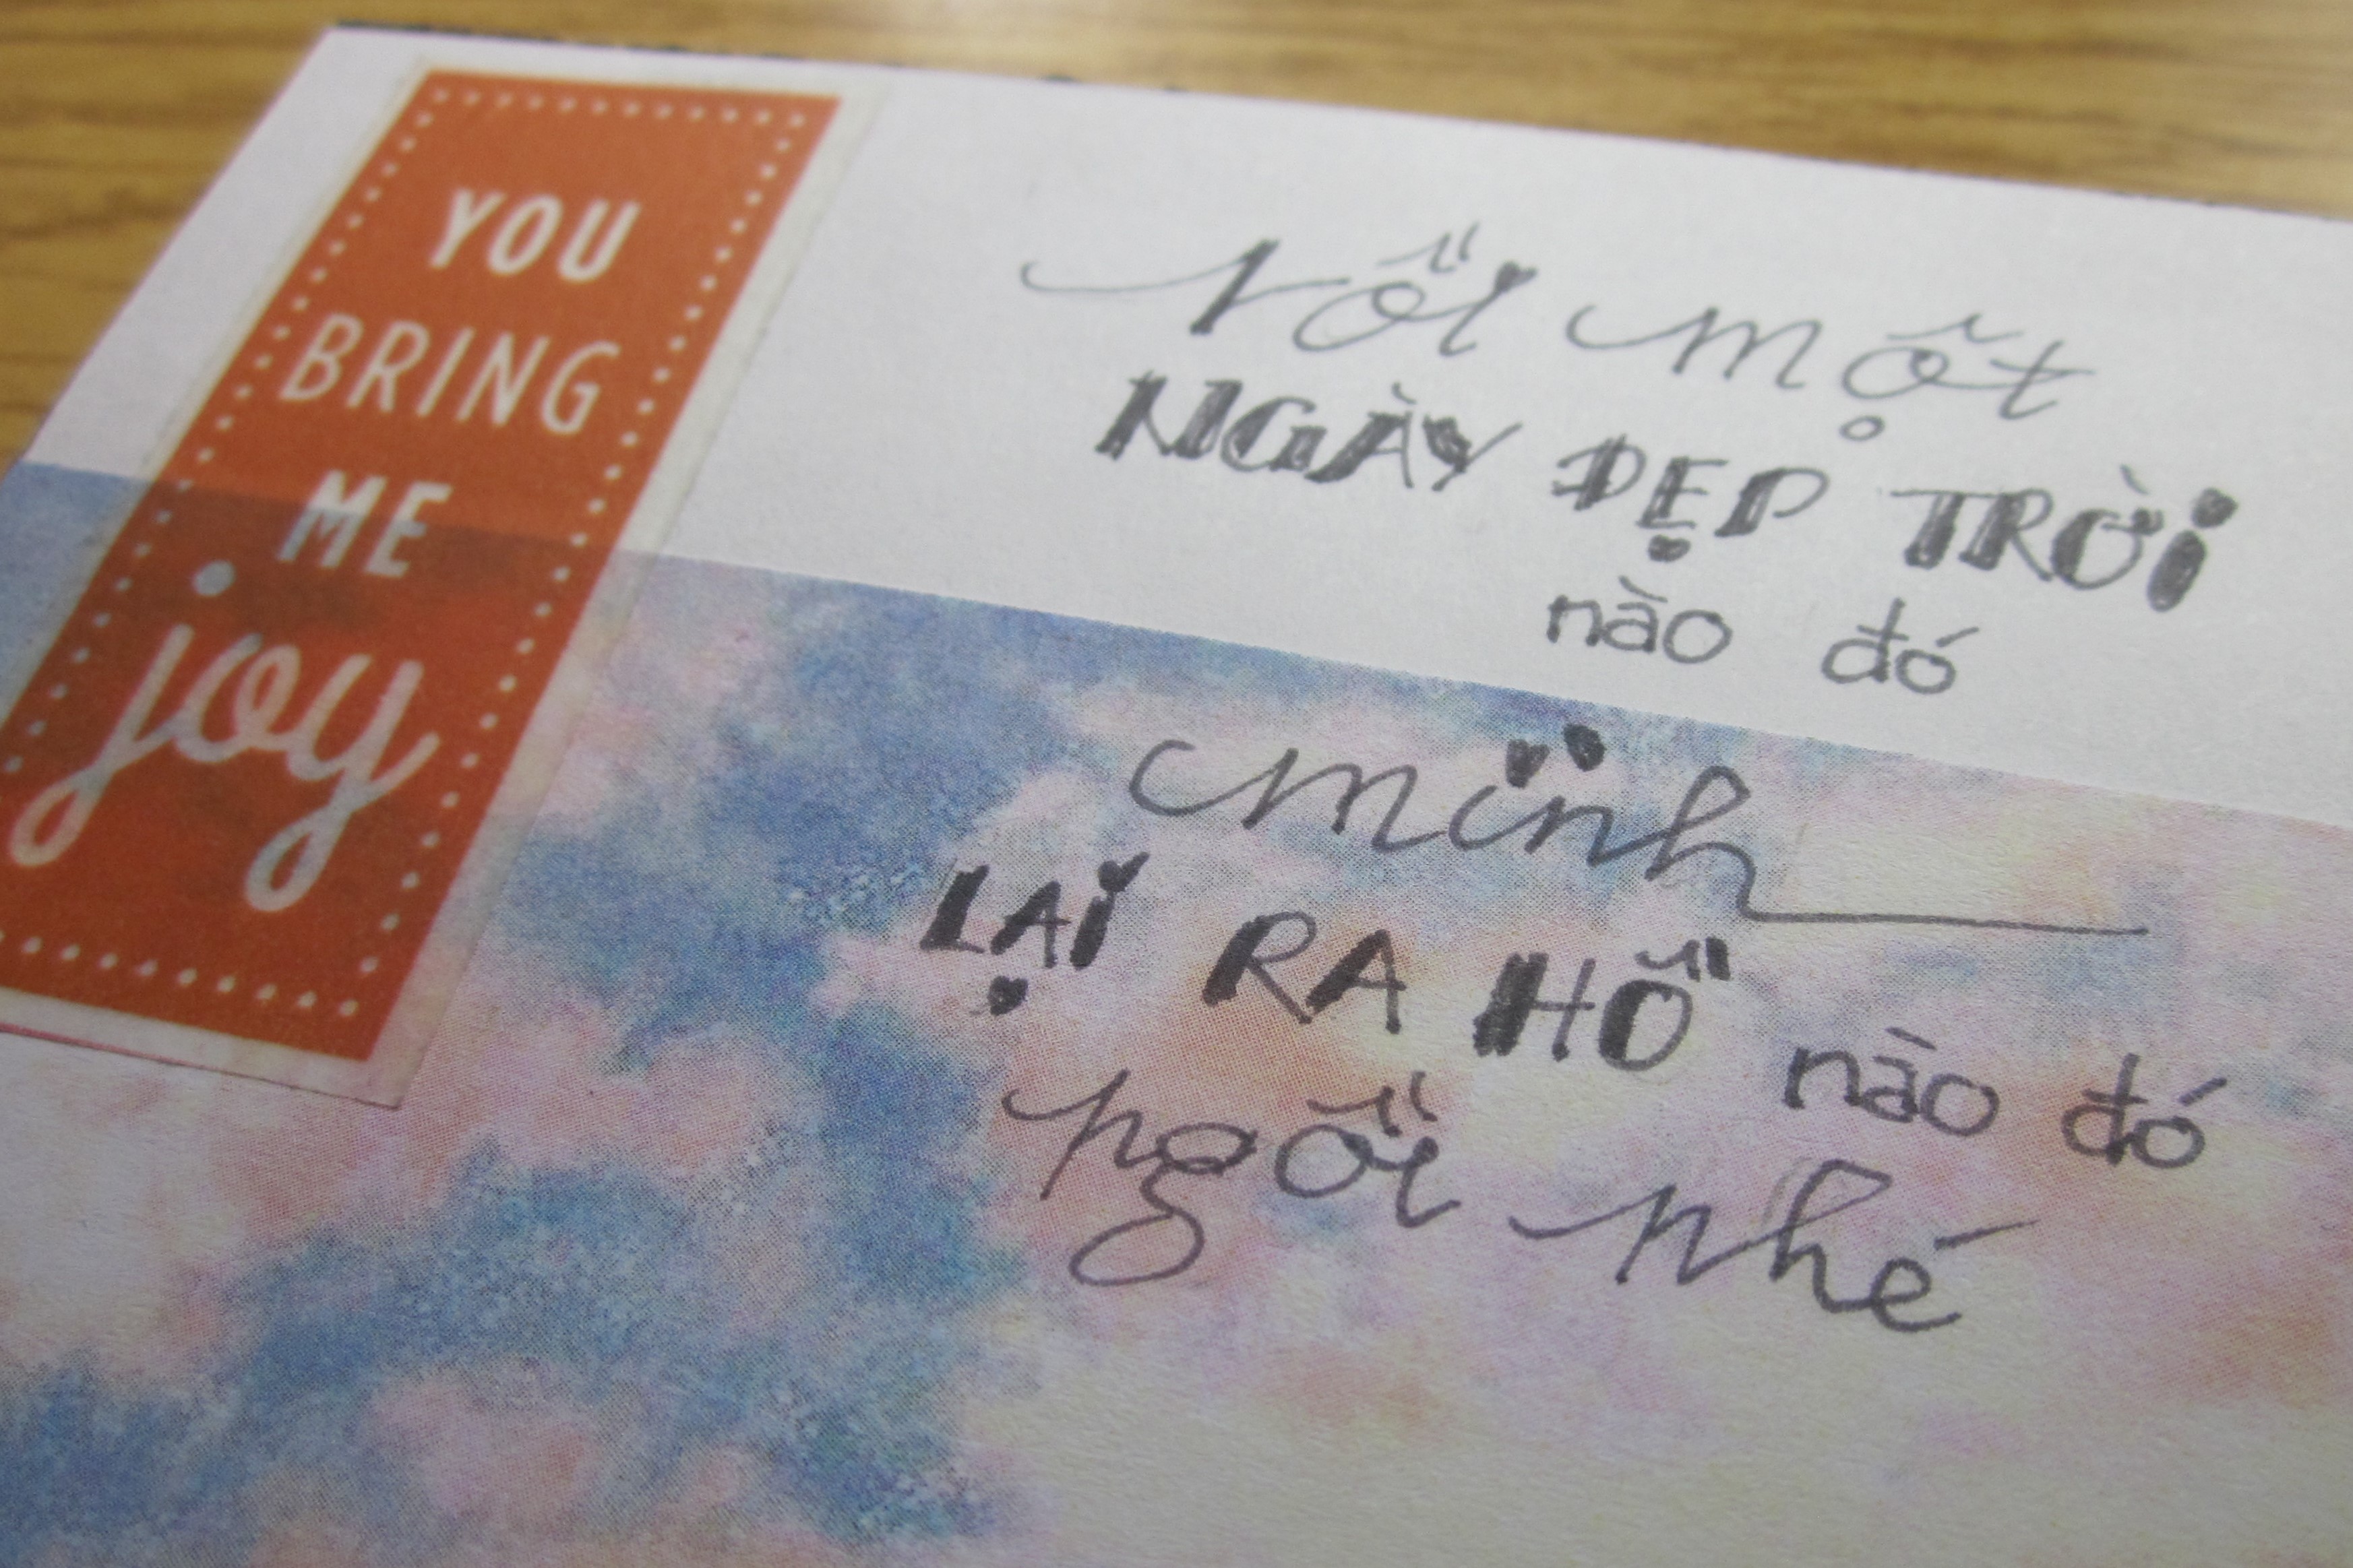 YOU
BRING
ME
joy
rồi một
NGÀY ĐẸP TRỜI
nào đó
mình
LẠI RA HỒ nào đó
ngồi nhé